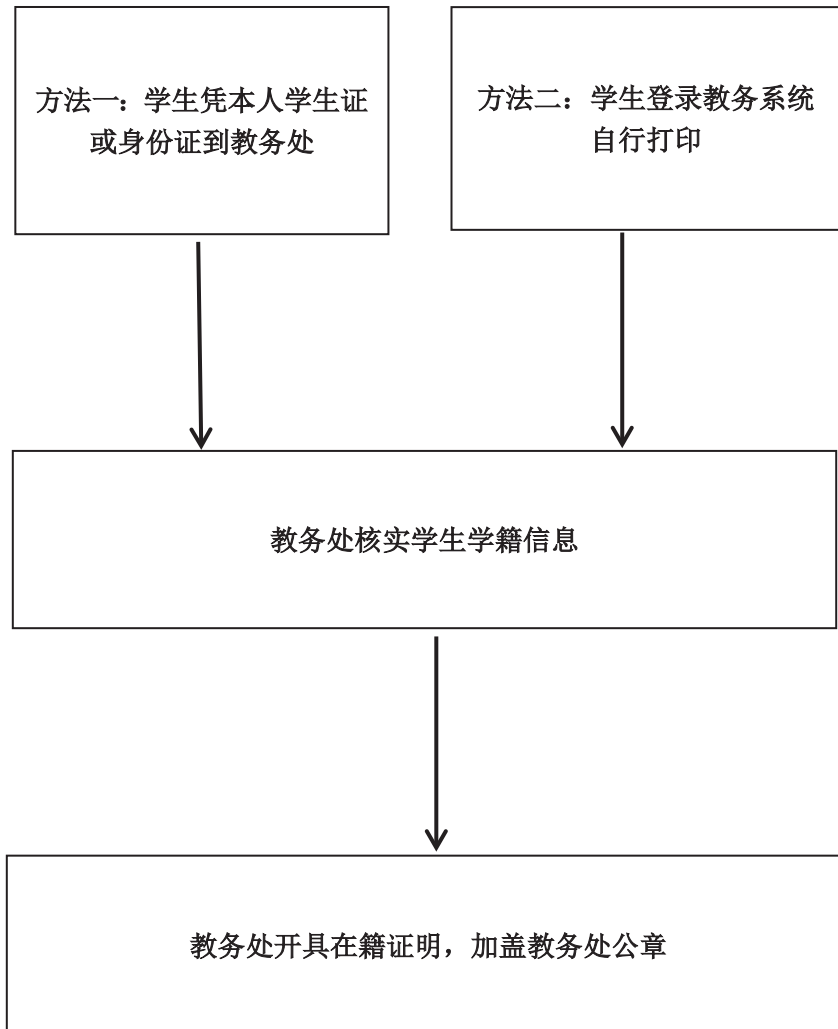 方法一：学生凭本人学生证
或身份证到教务处
方法二：学生登录教务系统
自行打印
教务处核实学生学籍信息
教务处开具在籍证明，加盖教务处公章